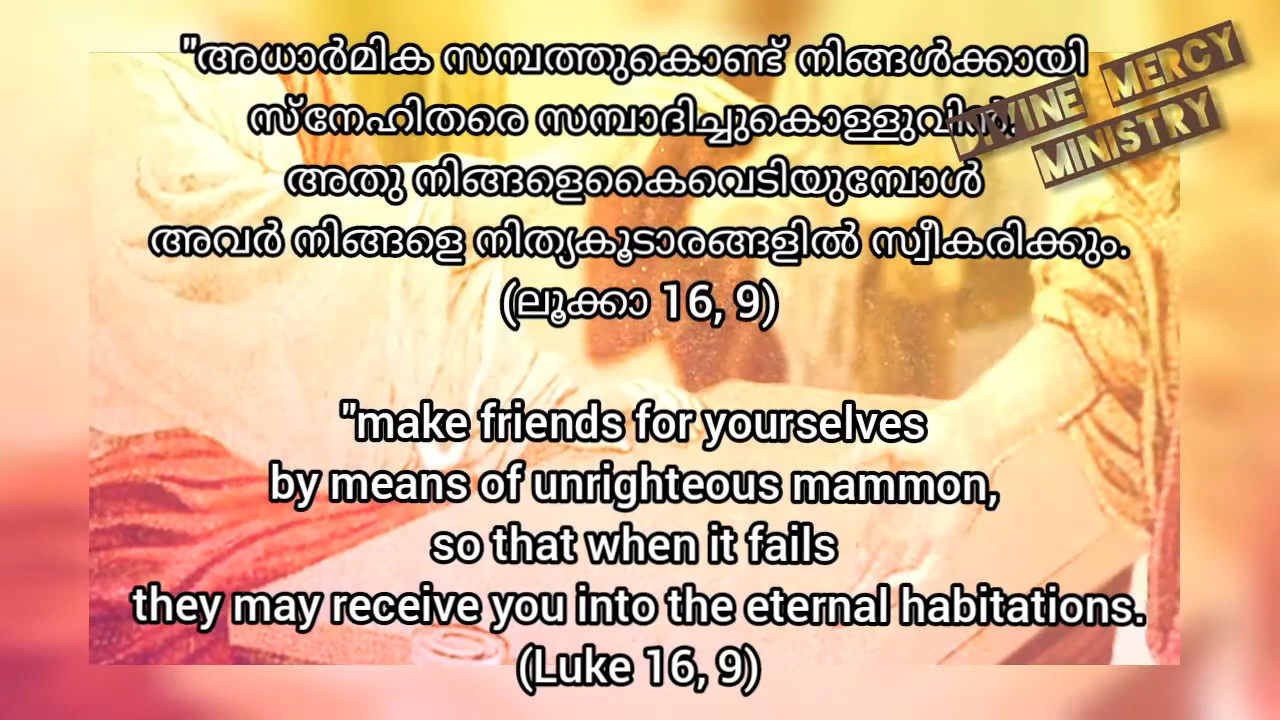 "അധാർമിക സമ്പത്തുകൊണ്ട് നിങ്ങൾക്കായി
സ്നേഹിതരെ സമ്പാദിച്ചുകൊള്ളുവിൻ.
അതു നിങ്ങളെകൈവെടിയുമ്പോൾ
അവർ നിങ്ങളെ നിത്യകൂടാരങ്ങളിൽ സ്വീകരിക്കും.
(ലൂക്കാ 16, 9)
"make friends for yourselves
by means of unrighteous mammon,
so that when it fails
they may receive you into the eternal habitations.
(Luke 16, 9)
DIVINE MERCY
MINISTRY